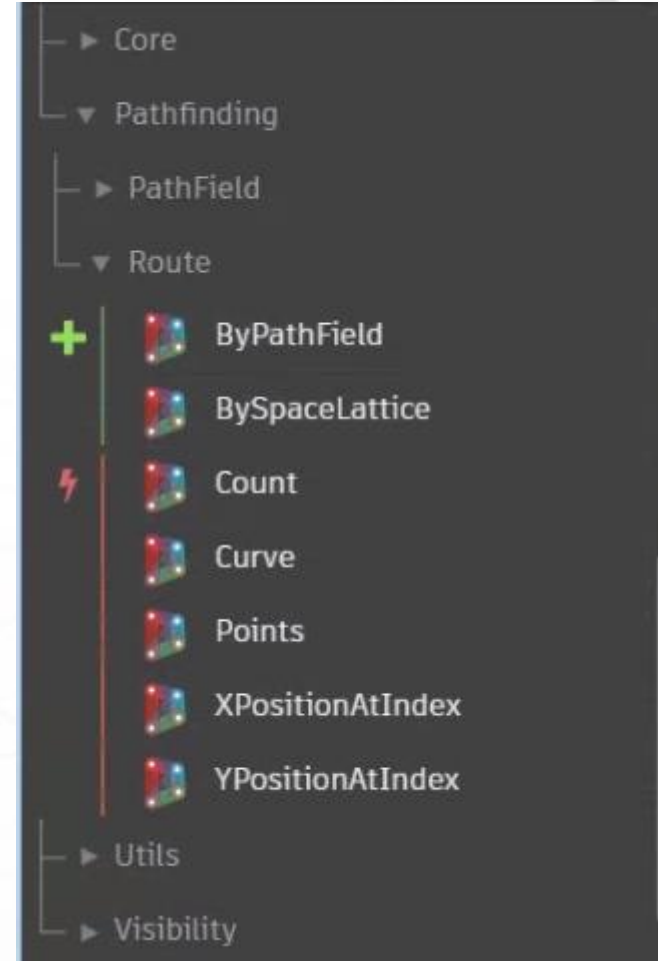 Core
Pathfinding
PathField
Route
ByPathField
BySpaceLattice
Count
Curve
Points
XPositionAtIndex
YPositionAtIndex
Utils
Visibility